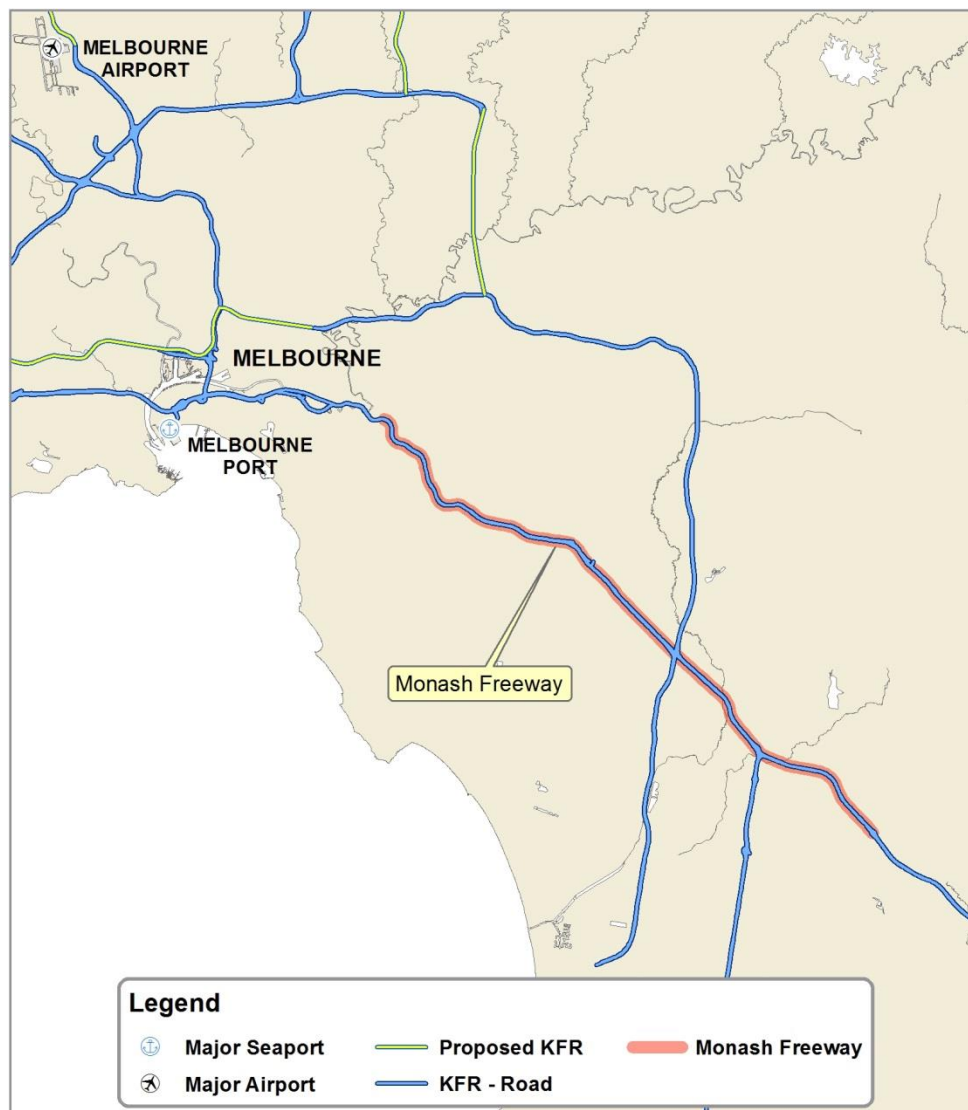 MELBOURNE
AIRPORT
MELBOURNE
MELBOURNE
PORT
Monash Freeway
Legend
Major Seaport
Proposed KFR
Monash Freeway
Major Airport
KFR - Road